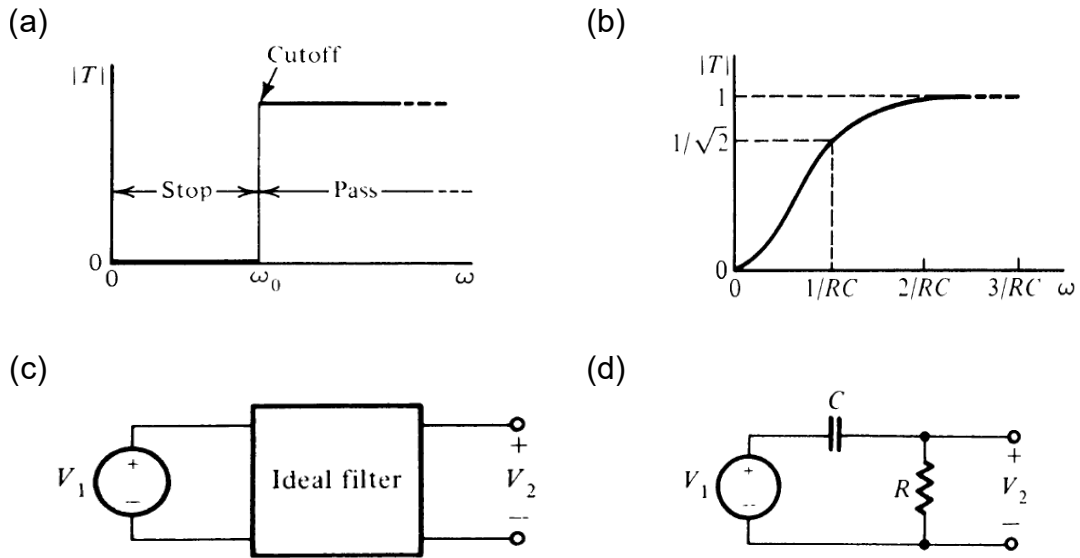 (a)
Cutoff
|T|
Stop
Pass
0
0
ω₀
ω
(b)
|T|
1
1/√2
0
0
1/RC
2/RC
3/RC
ω
(c)
V₁
+
−
Ideal filter
+
V₂
−
(d)
C
V₁
+
--
R
+
V₂
−